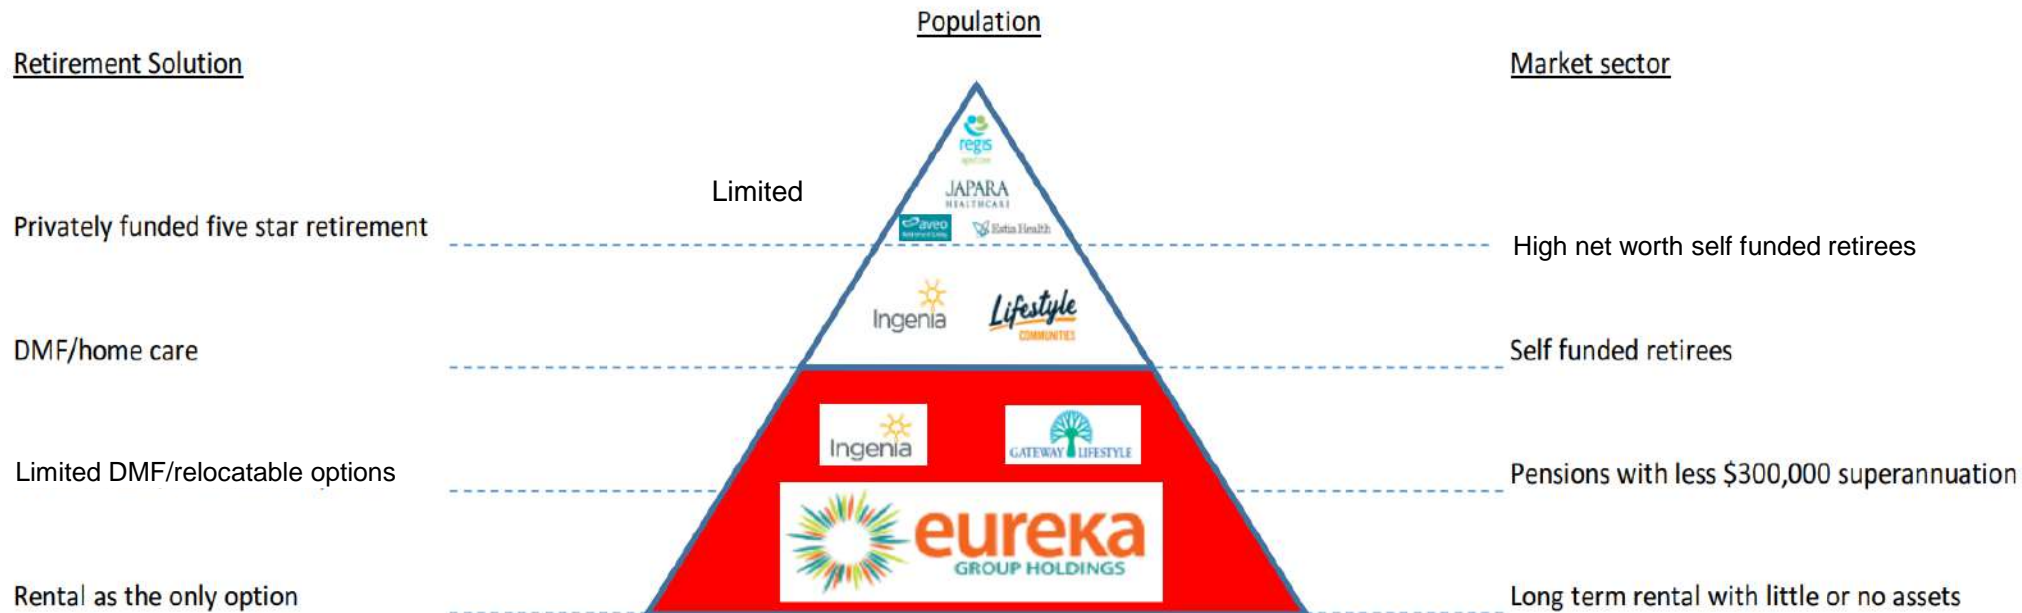 Population
Retirement Solution
Market sector
regis
aged care
Limited
JAPARA
HEALTHCARE
Privately funded five star retirement
aveo
Estia Health
High net worth self funded retirees
Ingenia
Lifestyle
COMMUNITIES
DMF/home care
Self funded retirees
Ingenia
GATEWAY LIFESTYLE
Limited DMF/relocatable options
Pensions with less $300,000 superannuation
eureka
GROUP HOLDINGS
Rental as the only option
Long term rental with little or no assets